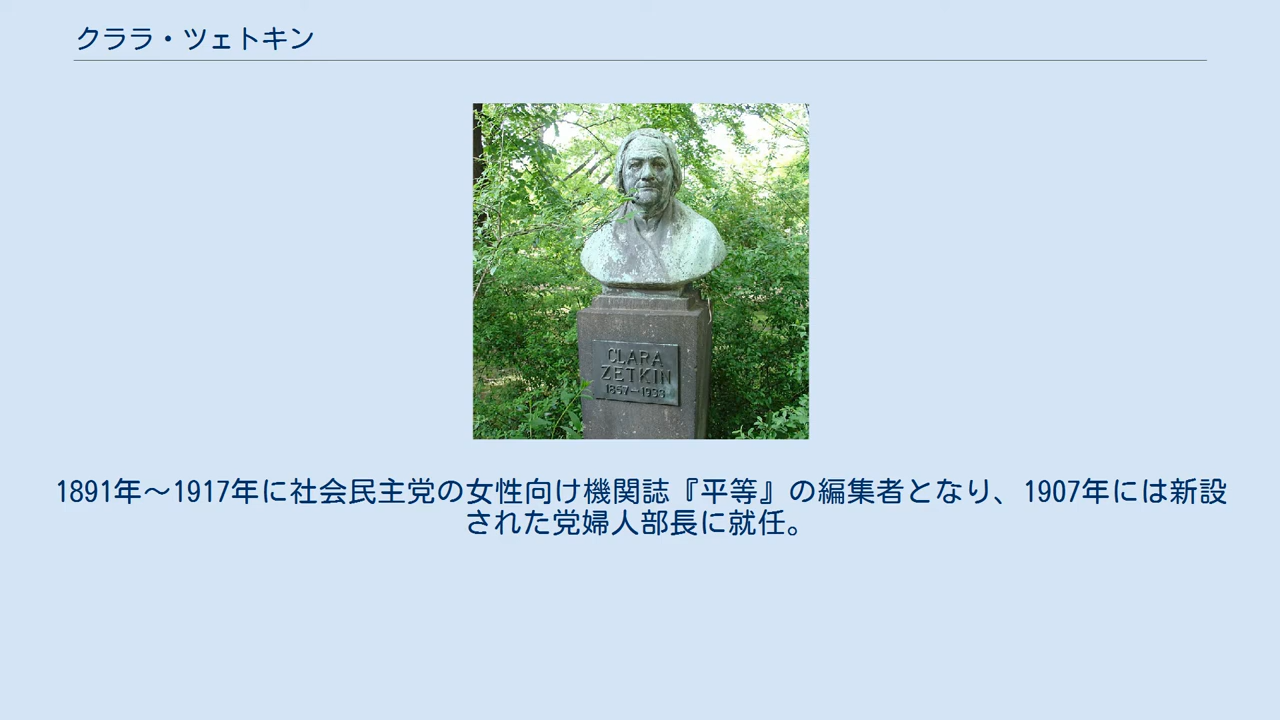 クララ・ツェトキン
CLARA
ZETKIN
1857–1933
1891年～1917年に社会民主党の女性向け機関誌『平等』の編集者となり、1907年には新設
された党婦人部長に就任。